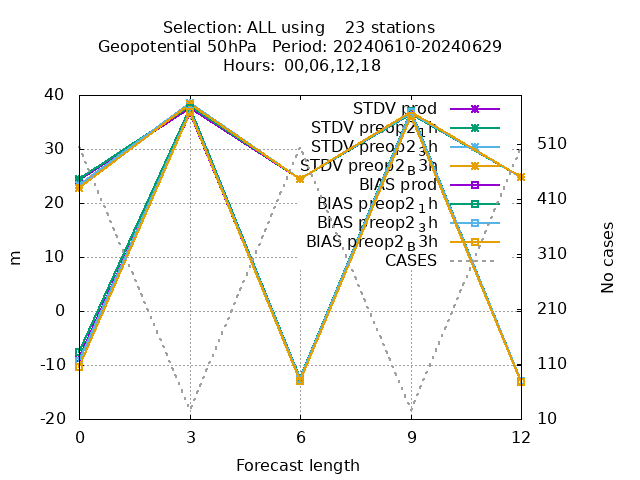 Selection: ALL using 23 stations
Geopotential 50hPa Period: 20240610-20240629
Hours: 00,06,12,18
40
30
20
10
0
-10
-20
m
STDV prod
STDV preop2_1h
STDV preop2_3h
STDV preop2_B3h
BIAS prod
BIAS preop2_1h
BIAS preop2_3h
BIAS preop2_B3h
CASES
510
410
310
210
110
10
No cases
0 3 6 9 12
Forecast length